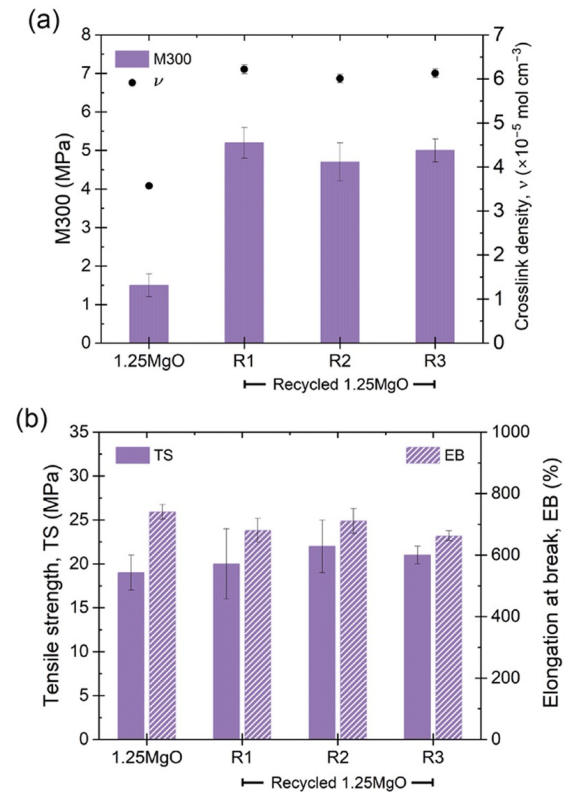 (a)
8
7
6
5
4
3
2
1
0
M300 (MPa)
M300
ν
7
6
5
4
3
2
1
0
Crosslink density, ν (×10⁻⁵ mol cm⁻³)
1.25MgO R1 R2 R3
Recycled 1.25MgO
(b)
35
30
25
20
15
10
5
0
Tensile strength, TS (MPa)
TS
EB
1000
800
600
400
200
0
Elongation at break, EB (%)
1.25MgO R1 R2 R3
Recycled 1.25MgO